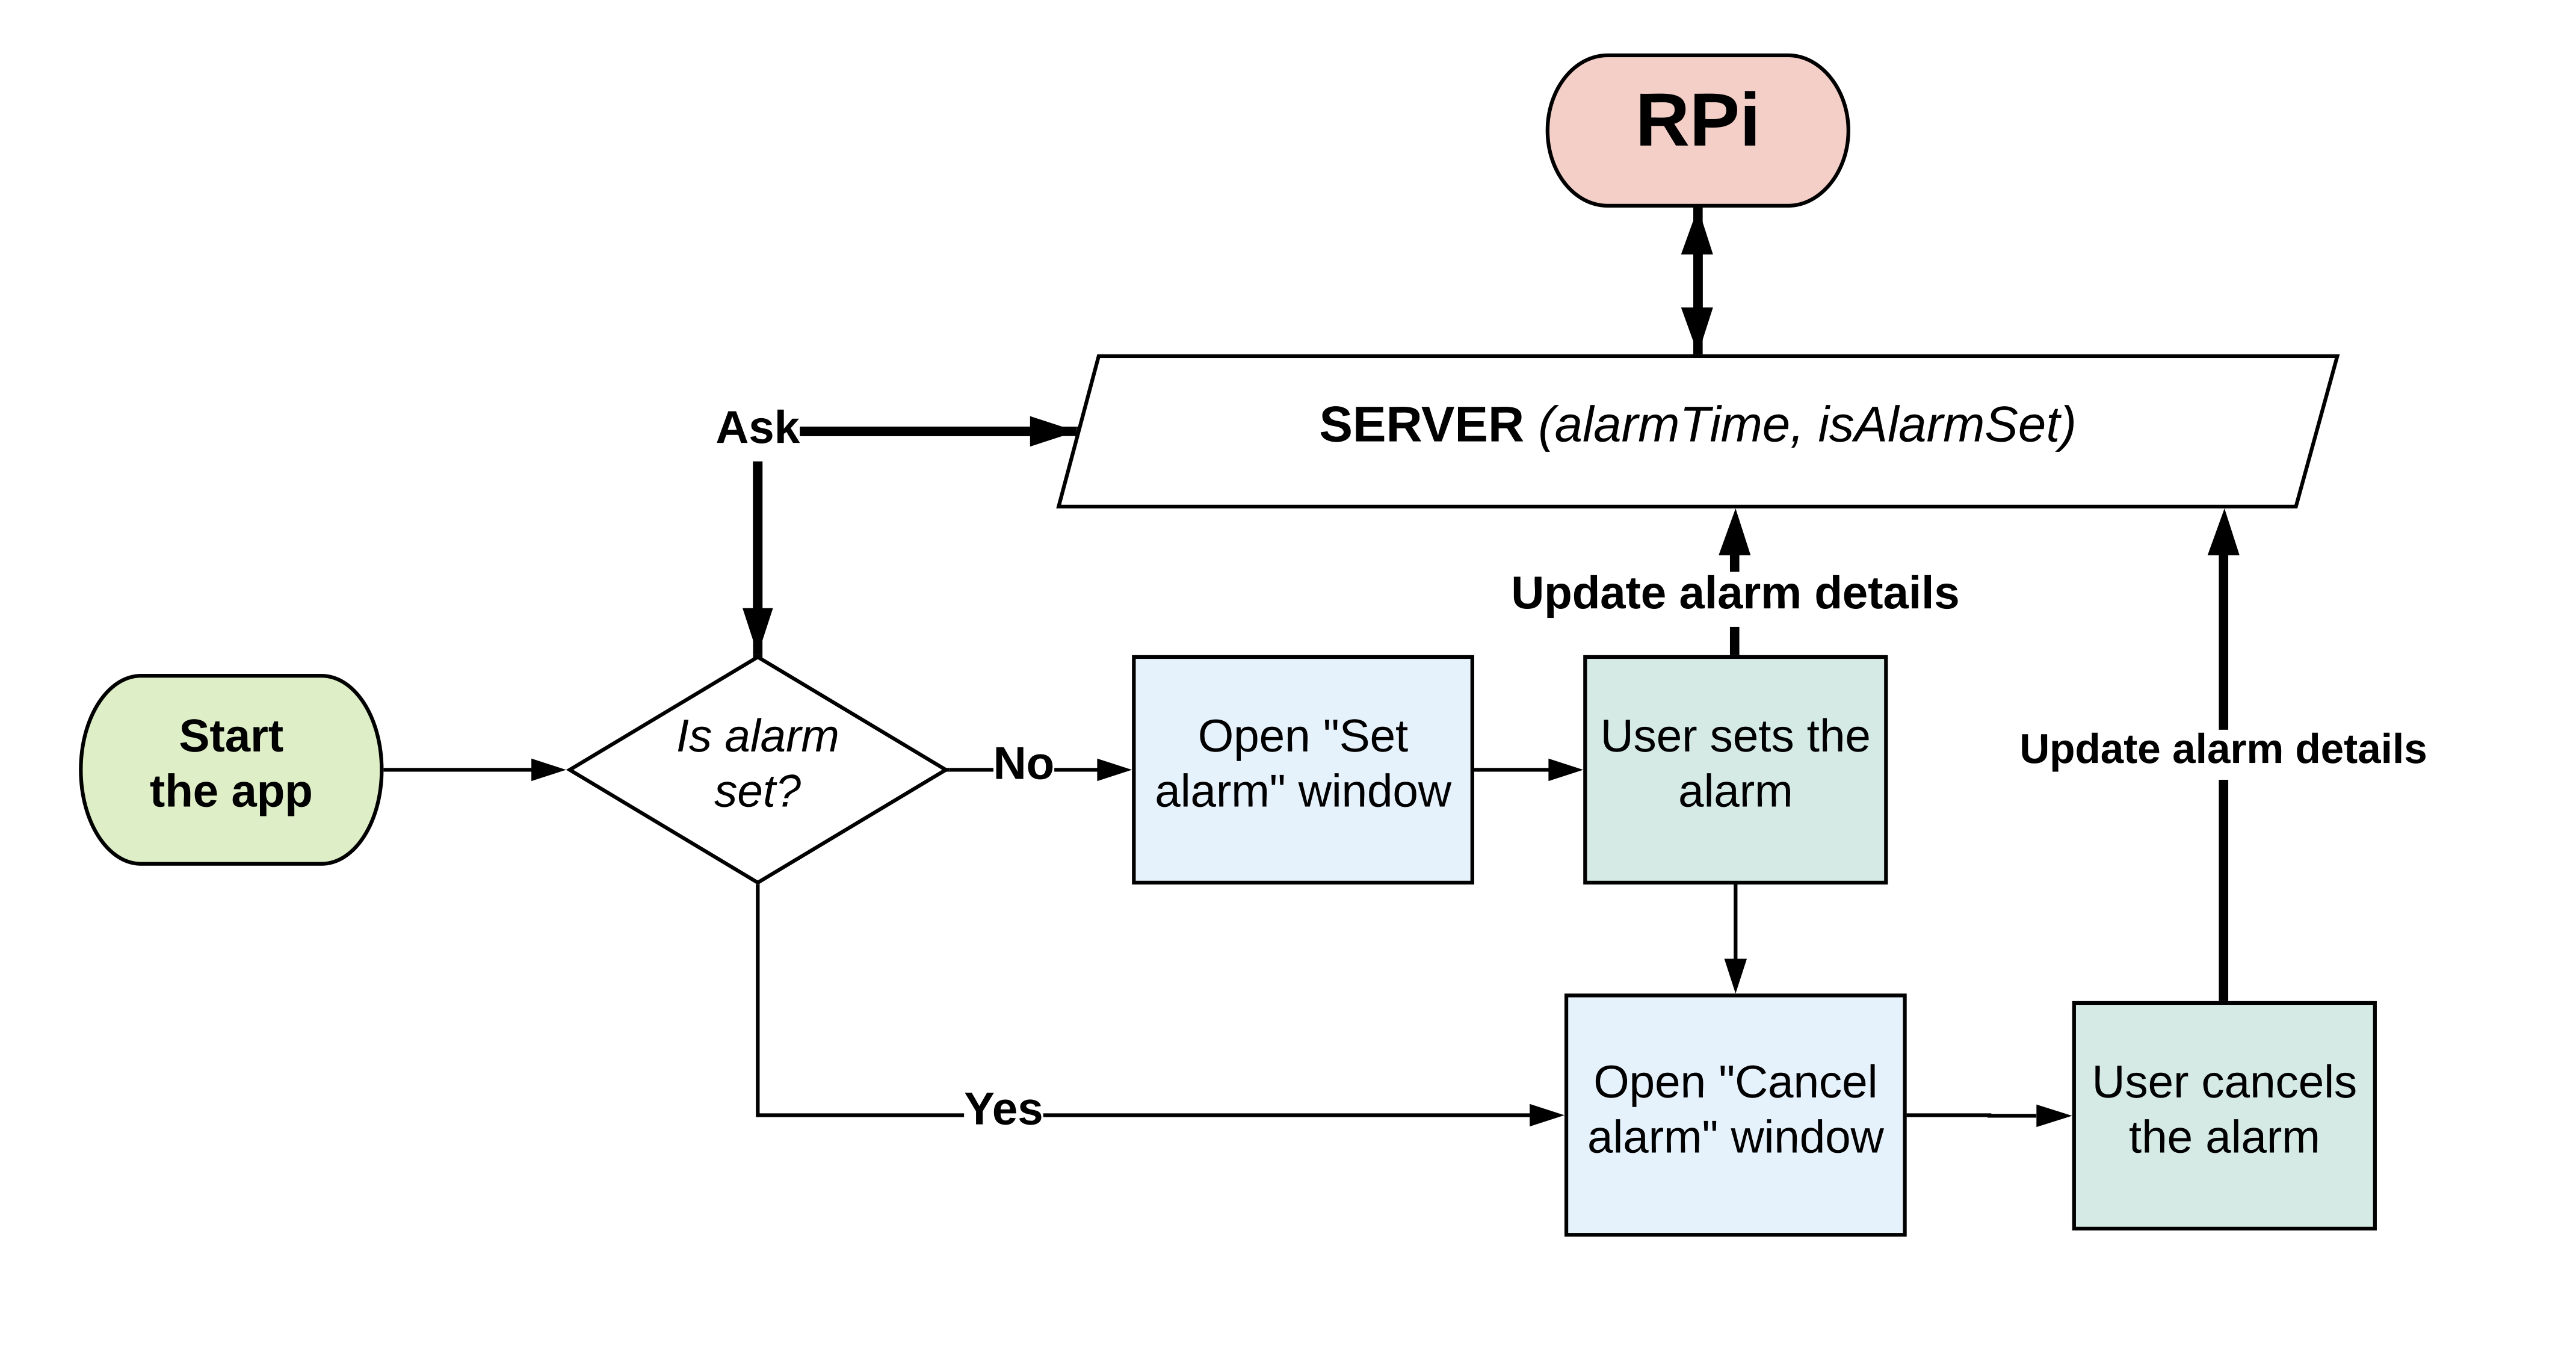 RPi
Ask
SERVER (alarmTime, isAlarmSet)
Update alarm details
Start
the app
Is alarm
set?
No
Open "Set
alarm" window
User sets the
alarm
Update alarm details
Yes
Open "Cancel
alarm" window
User cancels
the alarm